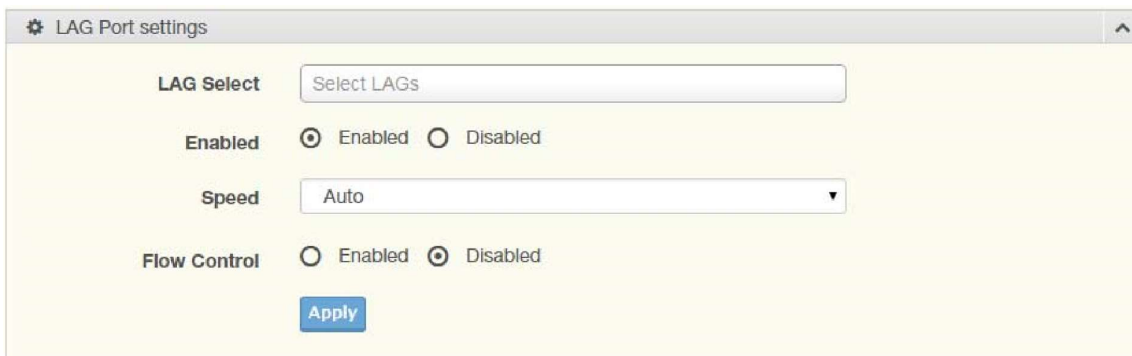 LAG Port settings
LAG Select Select LAGs
Enabled Enabled Disabled
Speed Auto
Flow Control Enabled Disabled
Apply